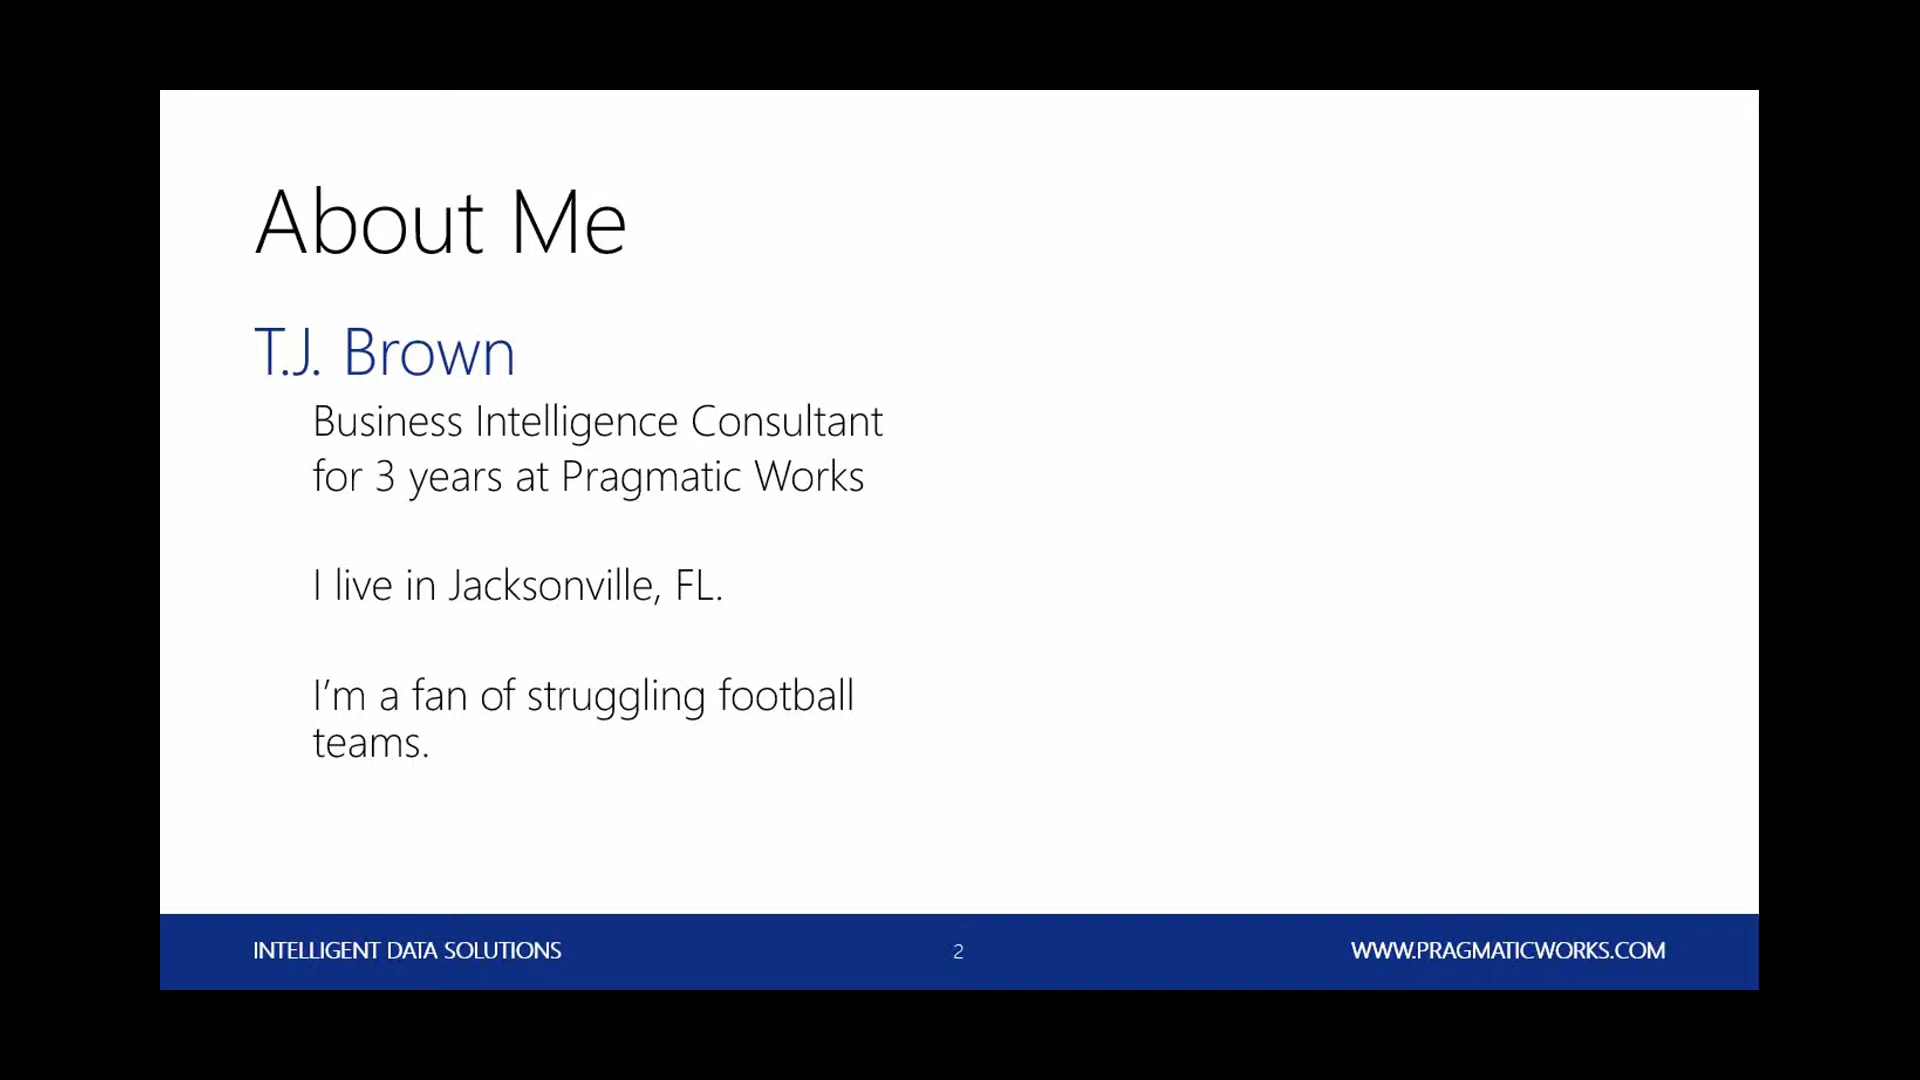 About Me
T.J. Brown
Business Intelligence Consultant
for 3 years at Pragmatic Works
I live in Jacksonville, FL.
I’m a fan of struggling football
teams.
INTELLIGENT DATA SOLUTIONS
2
WWW.PRAGMATICWORKS.COM